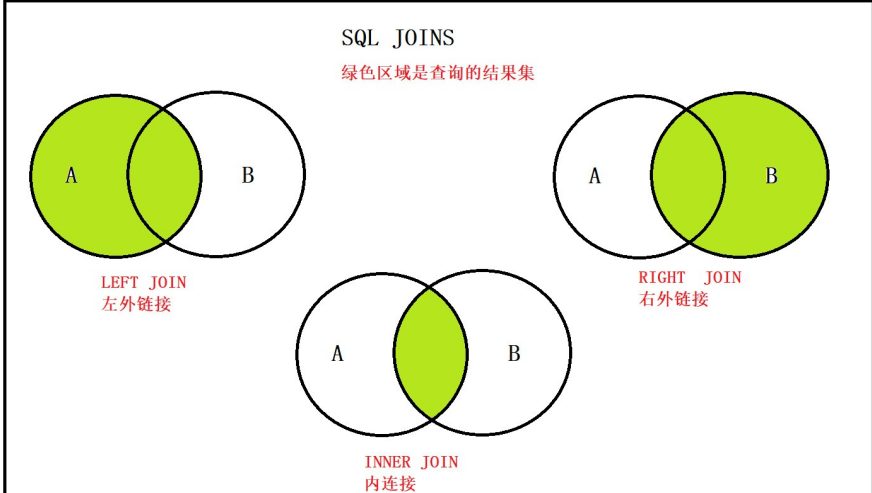 SQL JOINS
绿色区域是查询的结果集
A
B
LEFT JOIN
左外链接
A
B
RIGHT JOIN
右外链接
A
B
INNER JOIN
内连接